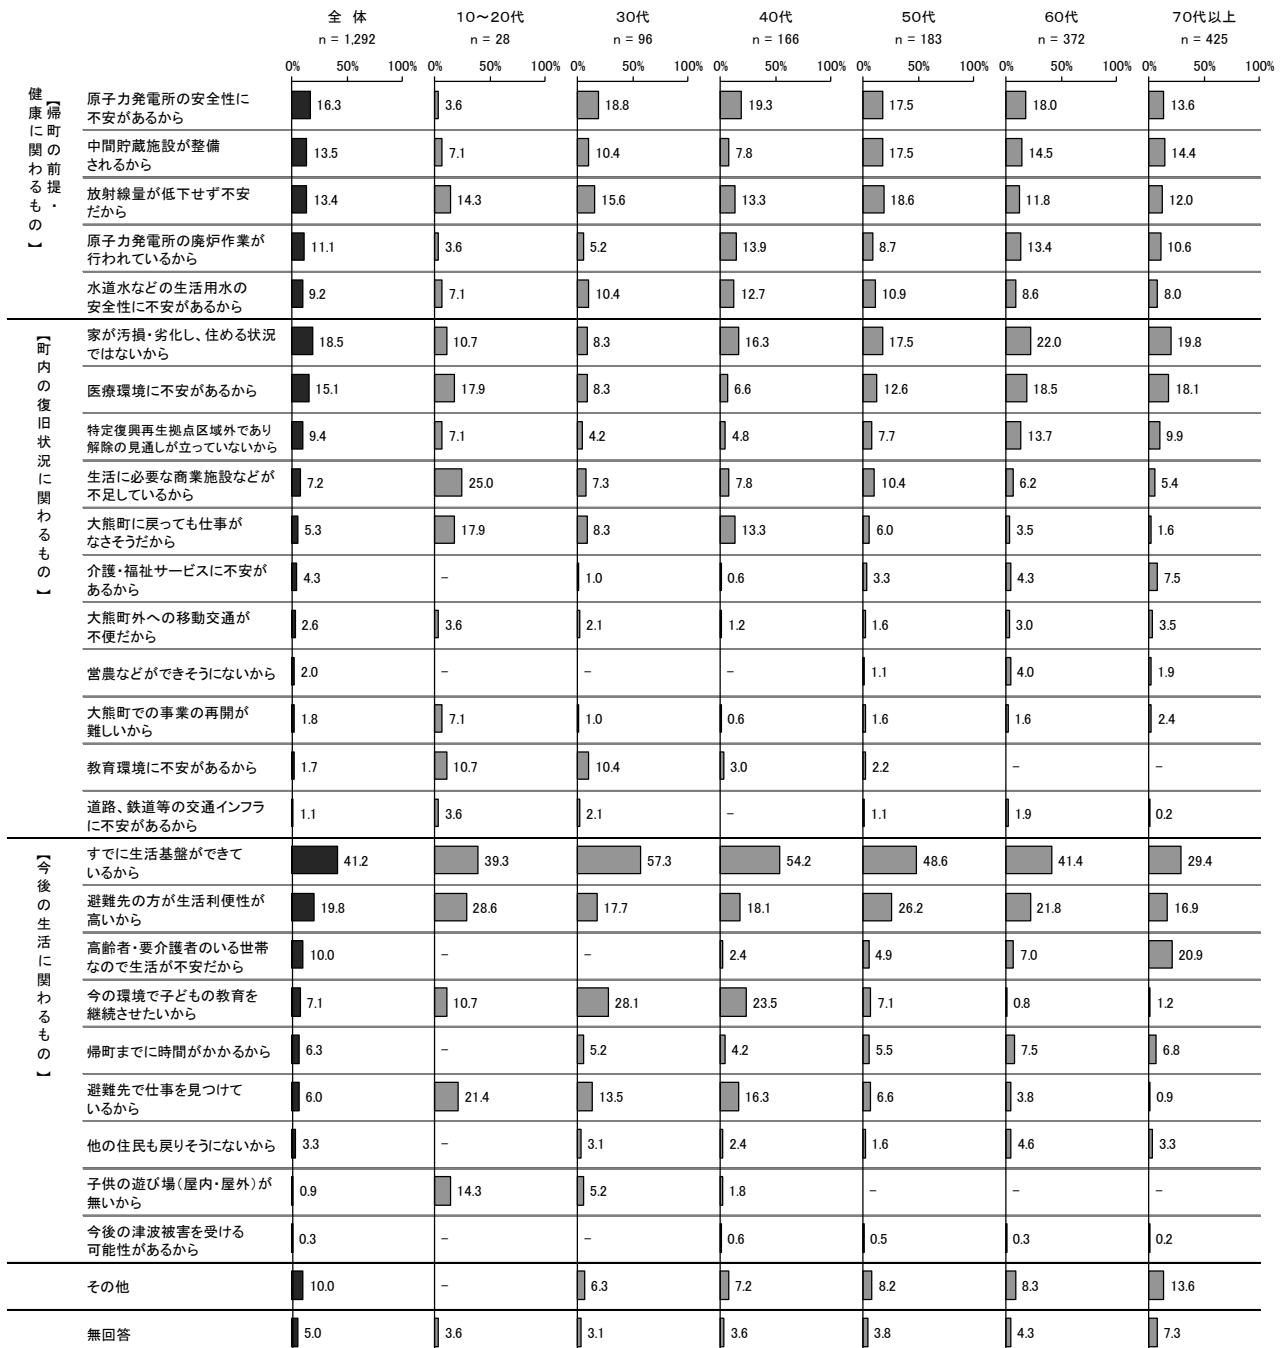 全 体
10～20代
30代
40代
50代
60代
70代以上
n = 1,292
n = 28
n = 96
n = 166
n = 183
n = 372
n = 425
0% 50% 100% 0% 50% 100% 0% 50% 100% 0% 50% 100% 0% 50% 100% 0% 50% 100% 0% 50% 100%
【帰町の前提・
健康に関わるもの】
原子力発電所の安全性に
不安があるから
16.3 3.6 18.8 19.3 17.5 18.0 13.6
中間貯蔵施設が整備
されるから
13.5 7.1 10.4 7.8 17.5 14.5 14.4
放射線量が低下せず不安
だから
13.4 14.3 15.6 13.3 18.6 11.8 12.0
原子力発電所の廃炉作業が
行われているから
11.1 3.6 5.2 13.9 8.7 13.4 10.6
水道水などの生活用水の
安全性に不安があるから
9.2 7.1 10.4 12.7 10.9 8.6 8.0
【町内の復旧状況に関わるもの】
家が汚損・劣化し、住める状況
ではないから
18.5 10.7 8.3 16.3 17.5 22.0 19.8
医療環境に不安があるから
15.1 17.9 8.3 6.6 12.6 18.5 18.1
特定復興再生拠点区域外であり
解除の見通しが立っていないから
9.4 7.1 4.2 4.8 7.7 13.7 9.9
生活に必要な商業施設などが
不足しているから
7.2 25.0 7.3 7.8 10.4 6.2 5.4
大熊町に戻っても仕事が
なさそうだから
5.3 17.9 8.3 13.3 6.0 3.5 1.6
介護・福祉サービスに不安が
あるから
4.3 － 1.0 0.6 3.3 4.3 7.5
大熊町外への移動交通が
不便だから
2.6 3.6 2.1 1.2 1.6 3.0 3.5
営農などができそうにないから
2.0 － － － 1.1 4.0 1.9
大熊町での事業の再開が
難しいから
1.8 7.1 1.0 0.6 1.6 1.6 2.4
教育環境に不安があるから
1.7 10.7 10.4 3.0 2.2 － －
道路、鉄道等の交通インフラ
に不安があるから
1.1 3.6 2.1 － 1.1 1.9 0.2
【今後の生活に関わるもの】
すでに生活基盤ができて
いるから
41.2 39.3 57.3 54.2 48.6 41.4 29.4
避難先の方が生活利便性が
高いから
19.8 28.6 17.7 18.1 26.2 21.8 16.9
高齢者・要介護者のいる世帯
なので生活が不安だから
10.0 － － 2.4 4.9 7.0 20.9
今の環境で子どもの教育を
継続させたいから
7.1 10.7 28.1 23.5 7.1 0.8 1.2
帰町までに時間がかかるから
6.3 － 5.2 4.2 5.5 7.5 6.8
避難先で仕事を見つけて
いるから
6.0 21.4 13.5 16.3 6.6 3.8 0.9
他の住民も戻りそうにないから
3.3 － 3.1 2.4 1.6 4.6 3.3
子供の遊び場（屋内・屋外）が
無いから
0.9 14.3 5.2 1.8 － － －
今後の津波被害を受ける
可能性があるから
0.3 － － 0.6 0.5 0.3 0.2
その他
10.0 － 6.3 7.2 8.2 8.3 13.6
無回答
5.0 3.6 3.1 3.6 3.8 4.3 7.3